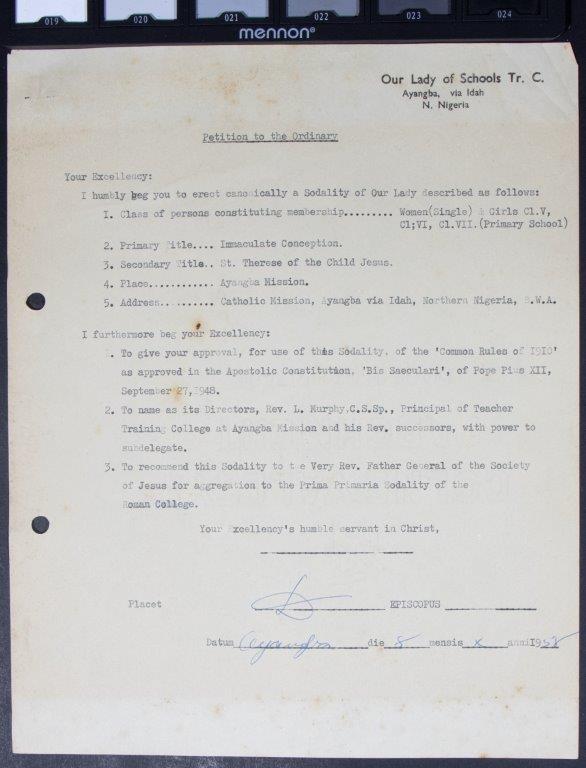 019 020 021 022 023 024
mennon®
Our Lady of Schools Tr. C.
Ayangba, via Idah
N. Nigeria
Petition to the Ordinary
Your Excellency:
I humbly beg you to erect canonically a Sodality of Our Lady described as follows:
I. Class of persons constituting membership......... Women(Single) & Girls Cl.V,
Cl;VI, Cl.VII.(Primary School)
2. Primary Title.... Immaculate Conception.
3. Secondary Title.. St. Therese of the Child Jesus.
4. Place............ Ayangba Mission.
5. Address.......... Catholic Mission, Ayangba via Idah, Northern Nigeria, B.W.A.
I furthermore beg your Excellency:
I. To give your approval, for use of this Sodality, of the 'Common Rules of I9I0'
as approved in the Apostolic Constitution, 'Bis Saeculari', of Pope Pius XII,
September 27,I948.
2. To name as its Directors, Rev. L. Murphy.C.S.Sp., Principal of Teacher
Training College at Ayangba Mission and his Rev. successors, with power to
subdelegate.
3. To recommend this Sodality to the Very Rev. Father General of the Society
of Jesus for aggregation to the Prima Primaria Sodality of the
Roman College.
Your Excellency's humble servant in Christ,
Placet EPISCOPUS
Datum Ayangba die 8 mensis X anni I95